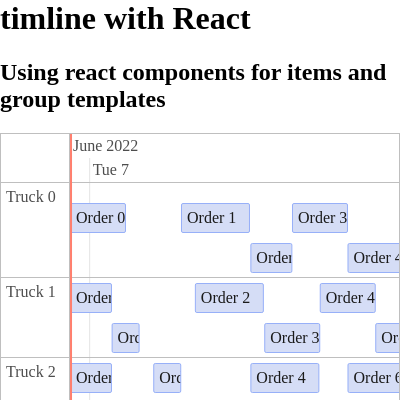 timline with React
Using react components for items and
group templates
June 2022
Tue 7
Truck 0
Order 0 Order 1 Order 3
Order Order 4
Truck 1
Order Order 2 Order 4
Ord Order 3 Or
Truck 2
Order Ord Order 4 Order 6